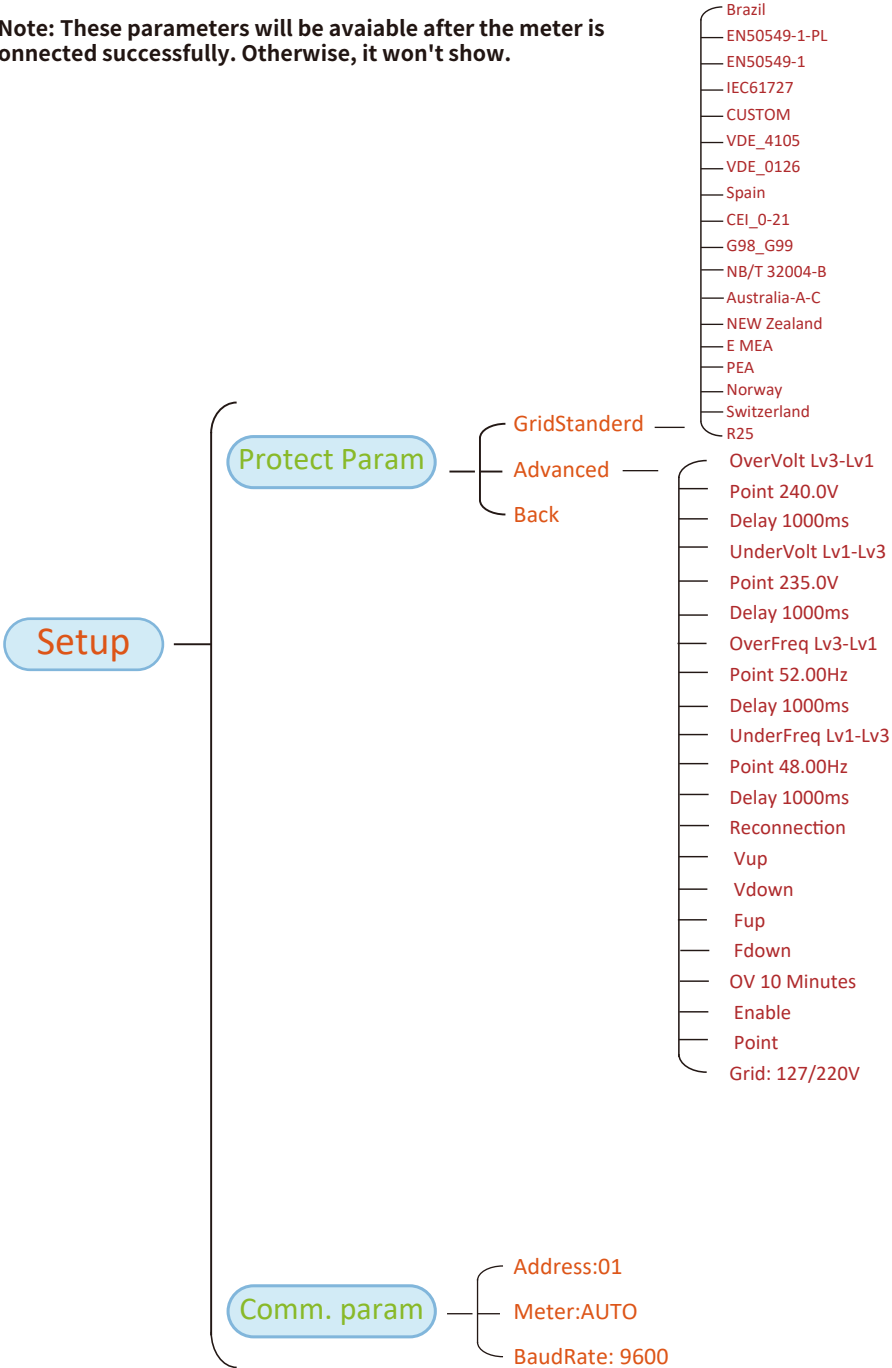 Note: These parameters will be avaiable after the meter is
onnected successfully. Otherwise, it won't show.
Brazil
EN50549-1-PL
EN50549-1
IEC61727
CUSTOM
VDE_4105
VDE_0126
Spain
CEI_0-21
G98_G99
NB/T 32004-B
Australia-A-C
NEW Zealand
E MEA
PEA
Norway
Switzerland
R25
Setup
Protect Param
GridStanderd
Advanced
Back
OverVolt Lv3-Lv1
Point 240.0V
Delay 1000ms
UnderVolt Lv1-Lv3
Point 235.0V
Delay 1000ms
OverFreq Lv3-Lv1
Point 52.00Hz
Delay 1000ms
UnderFreq Lv1-Lv3
Point 48.00Hz
Delay 1000ms
Reconnection
Vup
Vdown
Fup
Fdown
OV 10 Minutes
Enable
Point
Grid: 127/220V
Comm. param
Address:01
Meter:AUTO
BaudRate: 9600